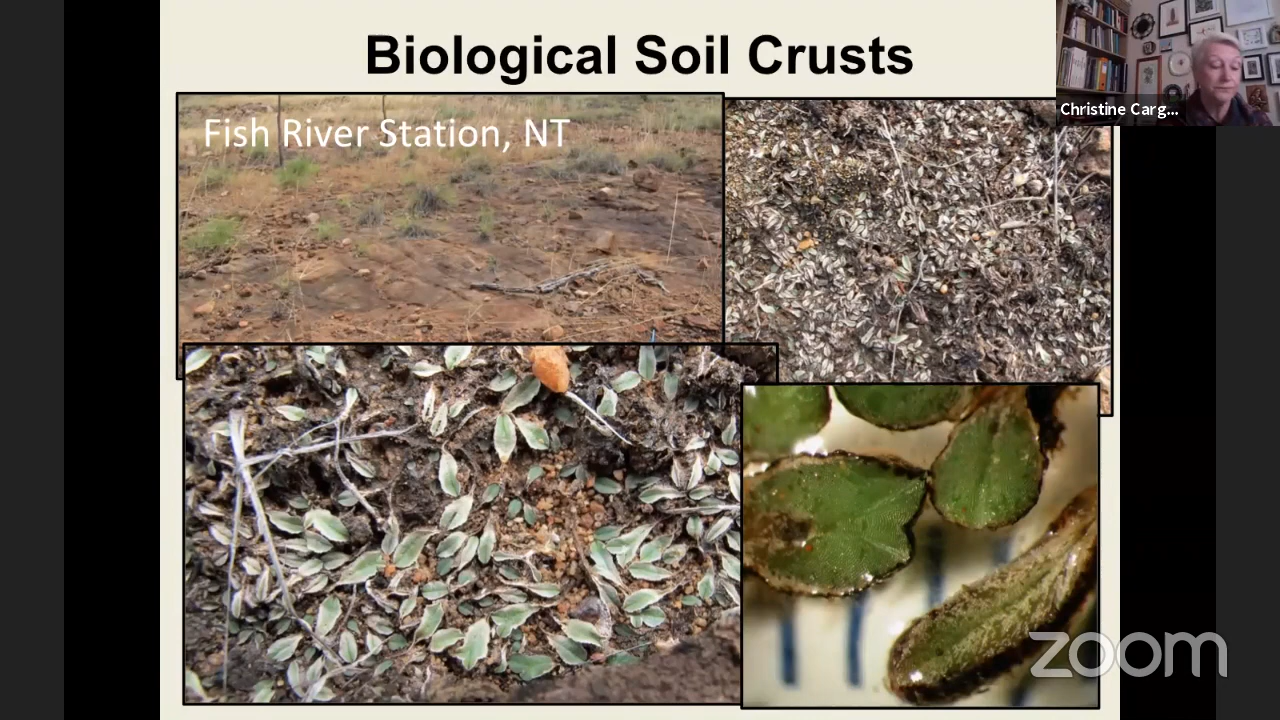 Biological Soil Crusts
Fish River Station, NT
Christine Carg...
zoom